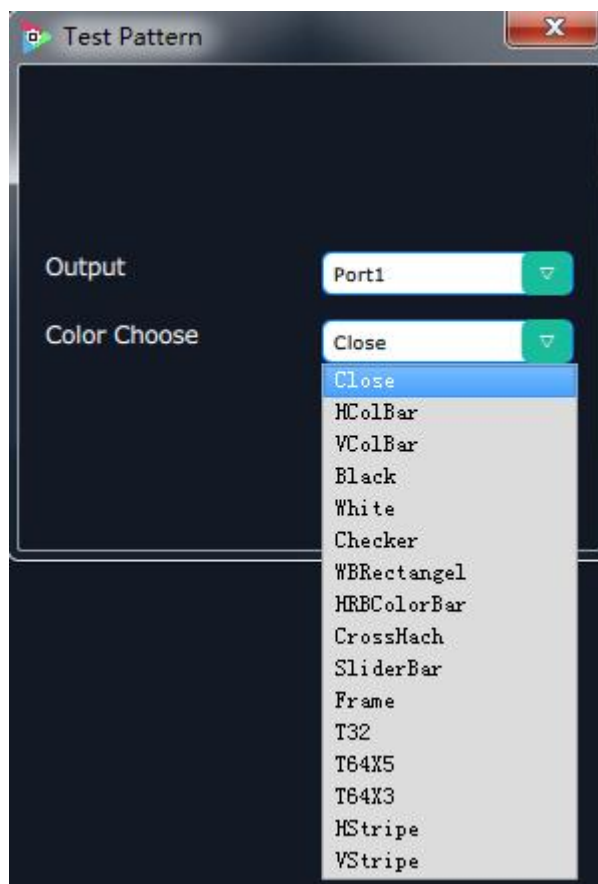 Test Pattern
Output
Port1
Color Choose
Close
Close
HColBar
VColBar
Black
White
Checker
WBRectangel
HRBColorBar
CrossHach
SliderBar
Frame
T32
T64X5
T64X3
HStripe
VStripe